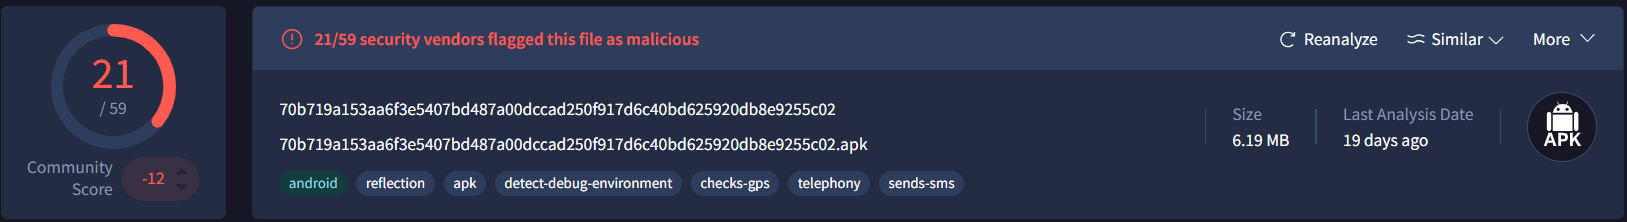 21
/ 59
Community
Score
-12
21/59 security vendors flagged this file as malicious
Reanalyze
Similar
More
70b719a153aa6f3e5407bd487a00dccad250f917d6c40bd625920db8e9255c02
70b719a153aa6f3e5407bd487a00dccad250f917d6c40bd625920db8e9255c02.apk
Size
6.19 MB
Last Analysis Date
19 days ago
APK
android reflection apk detect-debug-environment checks-gps telephony sends-sms